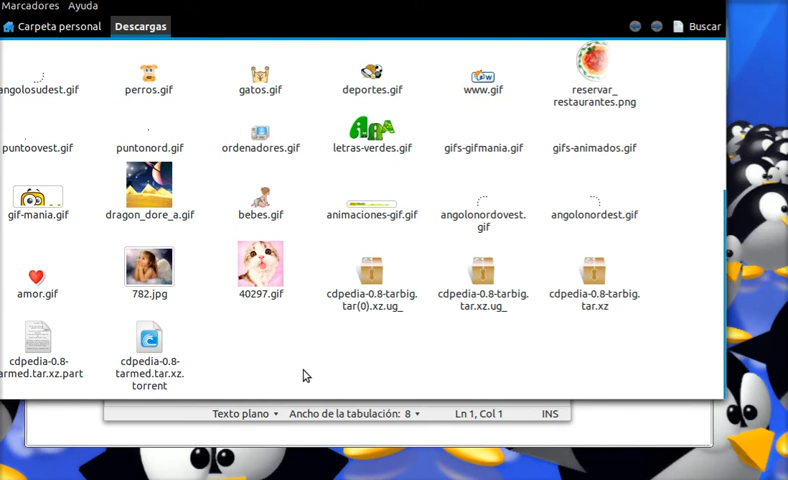 Marcadores Ayuda
Carpeta personal Descargas Buscar
angolosudest.gif perros.gif gatos.gif deportes.gif www.gif reservar_
restaurantes.png
puntoovest.gif puntonord.gif ordenadores.gif letras-verdes.gif gifs-gifmania.gif gifs-animados.gif
gif-mania.gif dragon_dore_a.gif bebes.gif animaciones-gif.gif angolonordovest.
gif angolonordest.gif
amor.gif 782.jpg 40297.gif cdpedia-0.8-tarbig.
tar(0).xz.ug_ cdpedia-0.8-tarbig.
tar.xz.ug_ cdpedia-0.8-tarbig.
tar.xz
cdpedia-0.8-
tarmed.tar.xz.part cdpedia-0.8-
tarmed.tar.xz.
torrent
Texto plano Ancho de la tabulación: 8 Ln 1, Col 1 INS